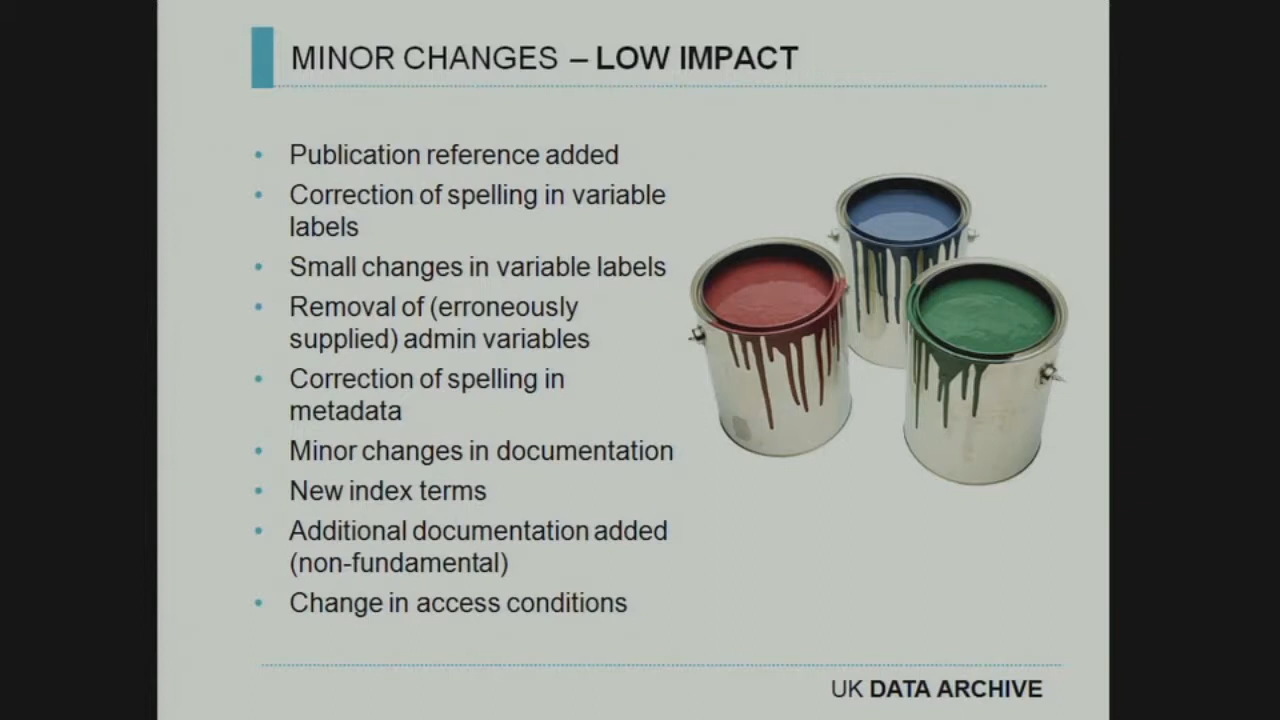 MINOR CHANGES – LOW IMPACT
• Publication reference added
• Correction of spelling in variable
labels
• Small changes in variable labels
• Removal of (erroneously
supplied) admin variables
• Correction of spelling in
metadata
• Minor changes in documentation
• New index terms
• Additional documentation added
(non-fundamental)
• Change in access conditions
UK DATA ARCHIVE